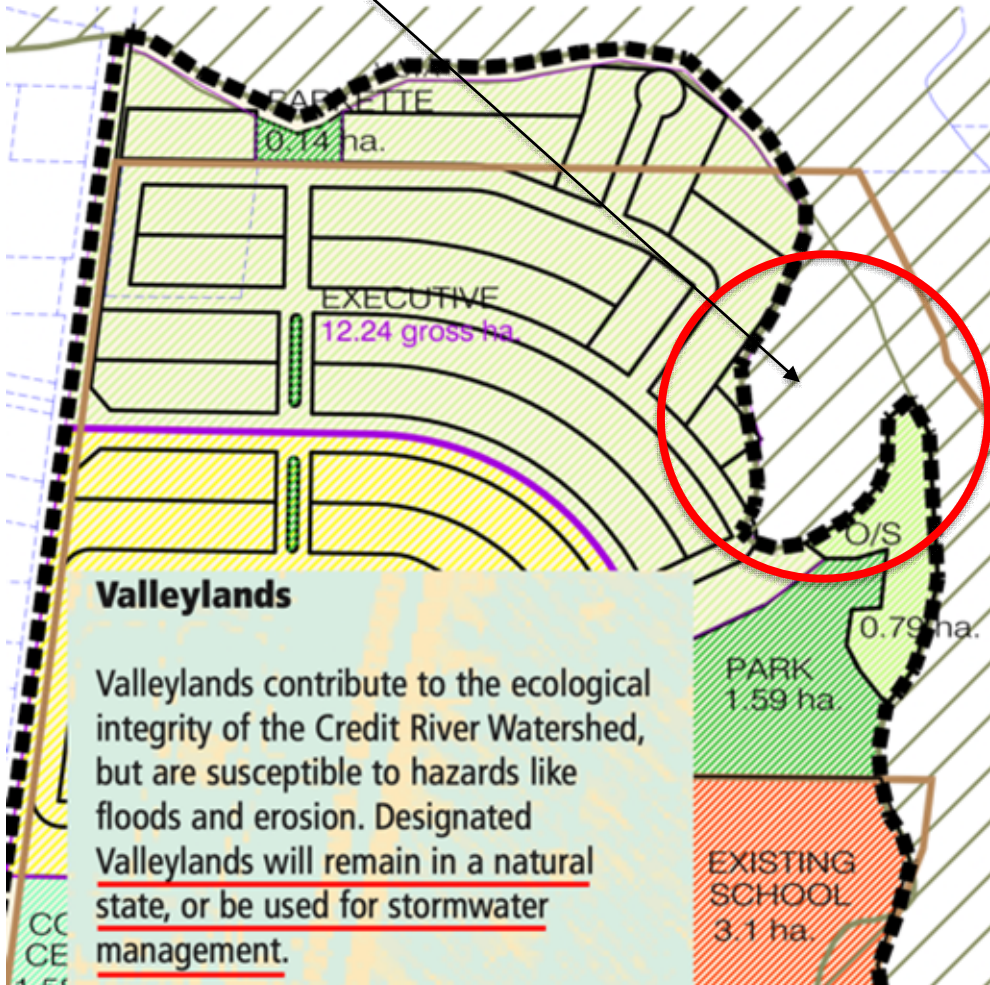 PARKETTE
0.14 ha.
EXECUTIVE
12.24 gross ha.
O/S
0.79 ha.
PARK
1.59 ha.
EXISTING
SCHOOL
3.1 ha.
Valleylands
Valleylands contribute to the ecological
integrity of the Credit River Watershed,
but are susceptible to hazards like
floods and erosion. Designated
Valleylands will remain in a natural
state, or be used for stormwater
management.
CO
CE